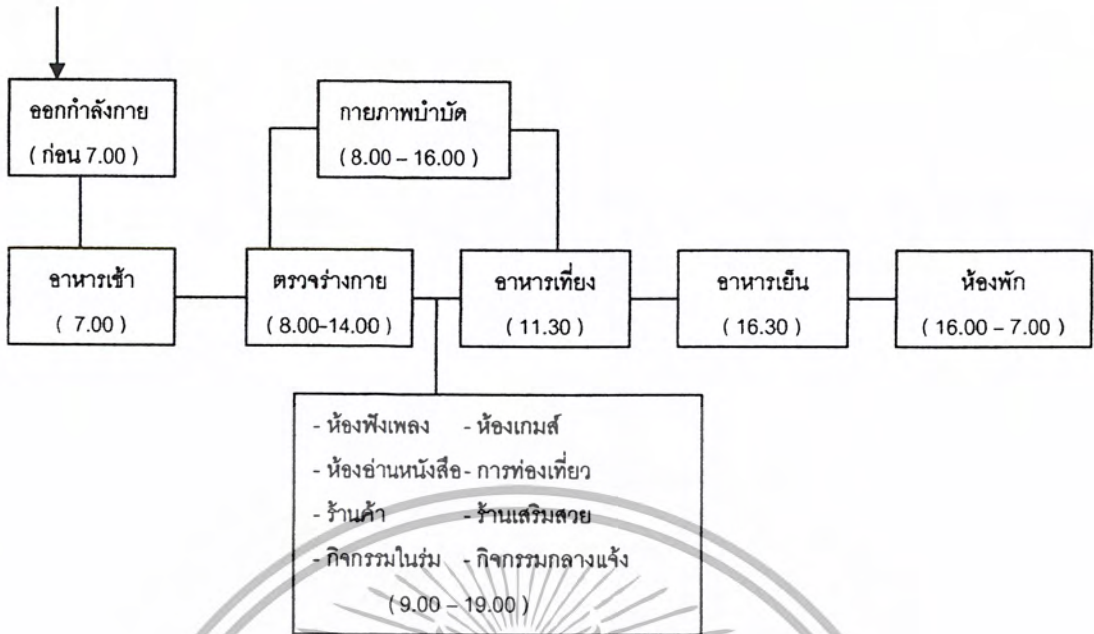 ออกกำลังกาย
( ก่อน 7.00 )
กายภาพบำบัด
( 8.00 – 16.00 )
อาหารเช้า
( 7.00 )
ตรวจร่างกาย
( 8.00-14.00 )
อาหารเที่ยง
( 11.30 )
อาหารเย็น
( 16.30 )
ห้องพัก
( 16.00 – 7.00 )
- ห้องฟังเพลง - ห้องเกมส์
- ห้องอ่านหนังสือ - การท่องเที่ยว
- ร้านค้า - ร้านเสริมสวย
- กิจกรรมในร่ม - กิจกรรมกลางแจ้ง
( 9.00 – 19.00 )